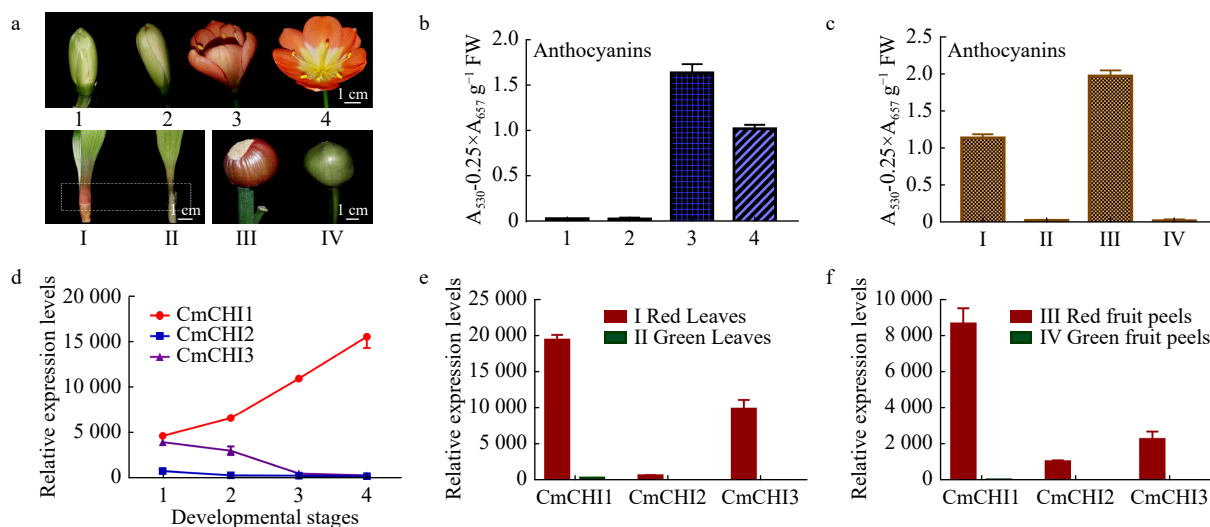 a
1 cm
1 2 3 4
1 cm
1 cm
I II III IV
b
Anthocyanins
A530-0.25×A657 g−1 FW
2.0
1.5
1.0
0.5
0
1 2 3 4
c
Anthocyanins
A530-0.25×A657 g−1 FW
2.5
2.0
1.5
1.0
0.5
0
I II III IV
d
Relative expression levels
20 000
15 000
10 000
5 000
0
CmCHI1
CmCHI2
CmCHI3
1 2 3 4
Developmental stages
e
Relative expression levels
25 000
20 000
15 000
10 000
5 000
0
I Red Leaves
II Green Leaves
CmCHI1 CmCHI2 CmCHI3
f
Relative expression levels
10 000
8 000
6 000
4 000
2 000
0
III Red fruit peels
IV Green fruit peels
CmCHI1 CmCHI2 CmCHI3